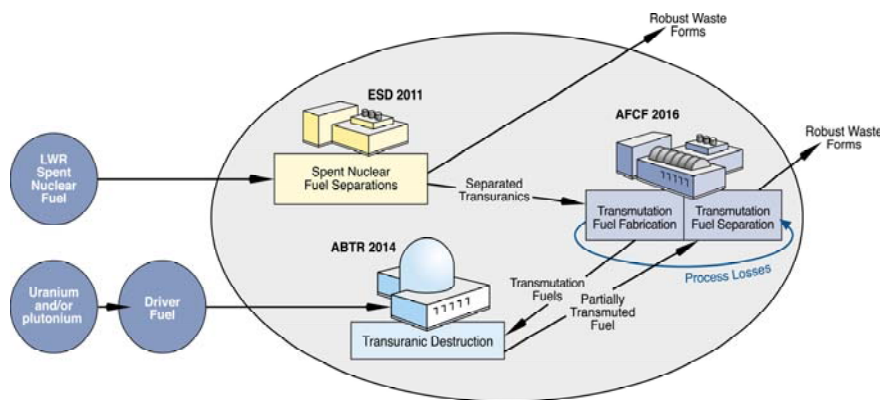 Robust Waste
Forms
ESD 2011
AFCF 2016
Robust Waste
Forms
LWR
Spent
Nuclear
Fuel
Spent Nuclear
Fuel Separations
Separated
Transuranics
Transmutation
Fuel Fabrication
Transmutation
Fuel Separation
ABTR 2014
Process Losses
Uranium
and/or
plutonium
Driver
Fuel
Transmutation
Fuels
Partially
Transmuted
Fuel
Transuranic Destruction